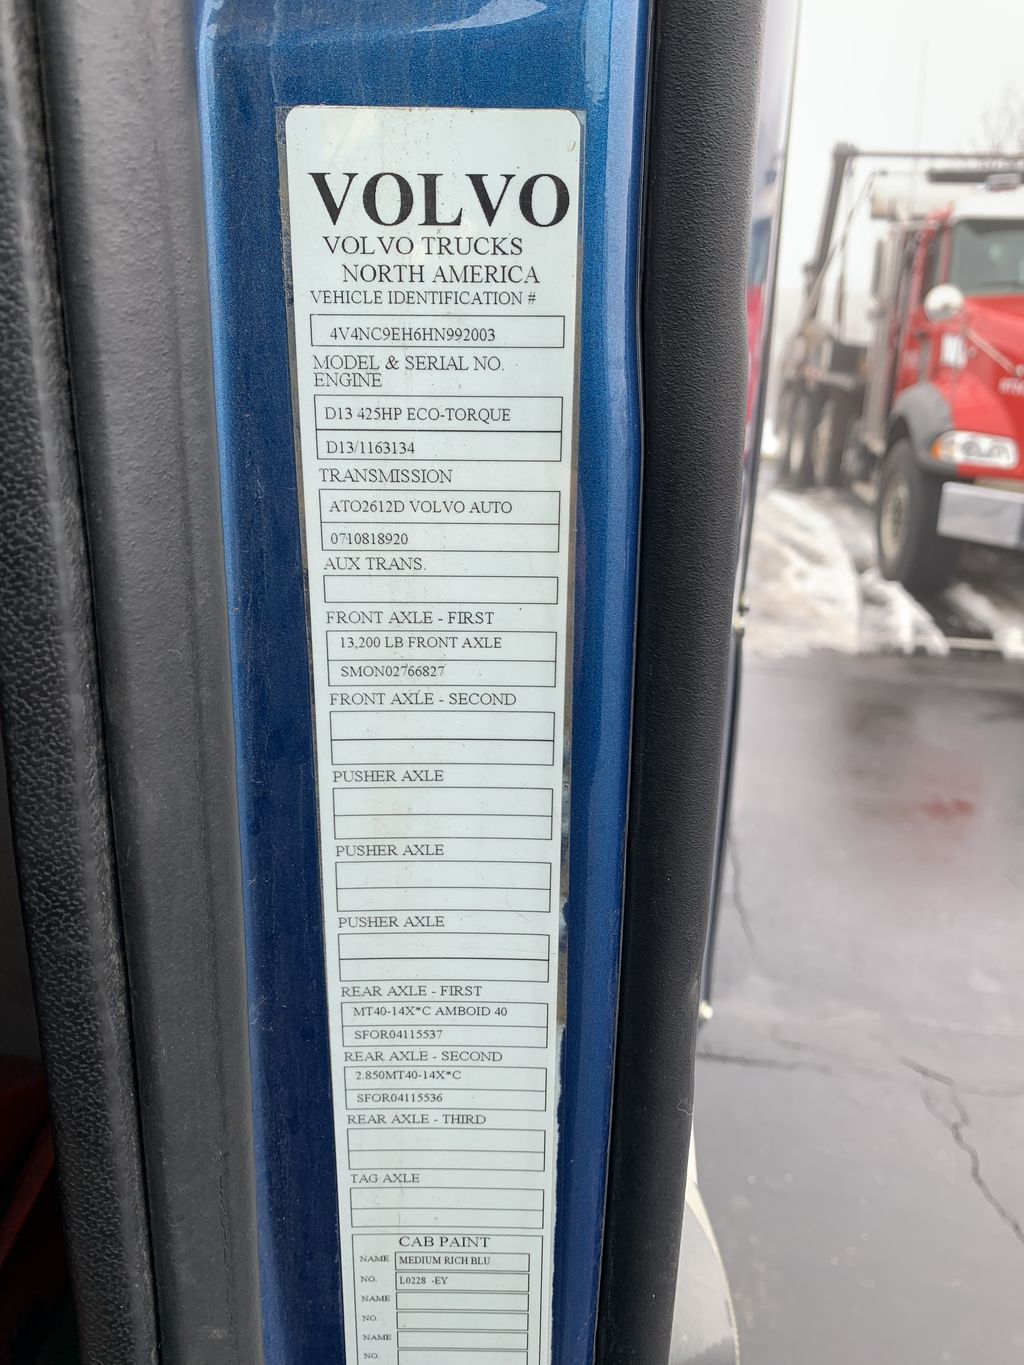 VOLVO
VOLVO TRUCKS
NORTH AMERICA
VEHICLE IDENTIFICATION #
4V4NC9EH6HN992003
MODEL & SERIAL NO.
ENGINE
D13 425HP ECO-TORQUE
D13/1163134
TRANSMISSION
ATO2612D VOLVO AUTO
0710818920
AUX TRANS.
FRONT AXLE - FIRST
13,200 LB FRONT AXLE
SMON02766827
FRONT AXLE - SECOND
PUSHER AXLE
PUSHER AXLE
PUSHER AXLE
REAR AXLE - FIRST
MT40-14X*C AMBOID 40
SFOR04115537
REAR AXLE - SECOND
2.850MT40-14X*C
SFOR04115536
REAR AXLE - THIRD
TAG AXLE
CAB PAINT
NAME MEDIUM RICH BLU
NO. L0228 -EY
NAME
NO.
NAME
NO.